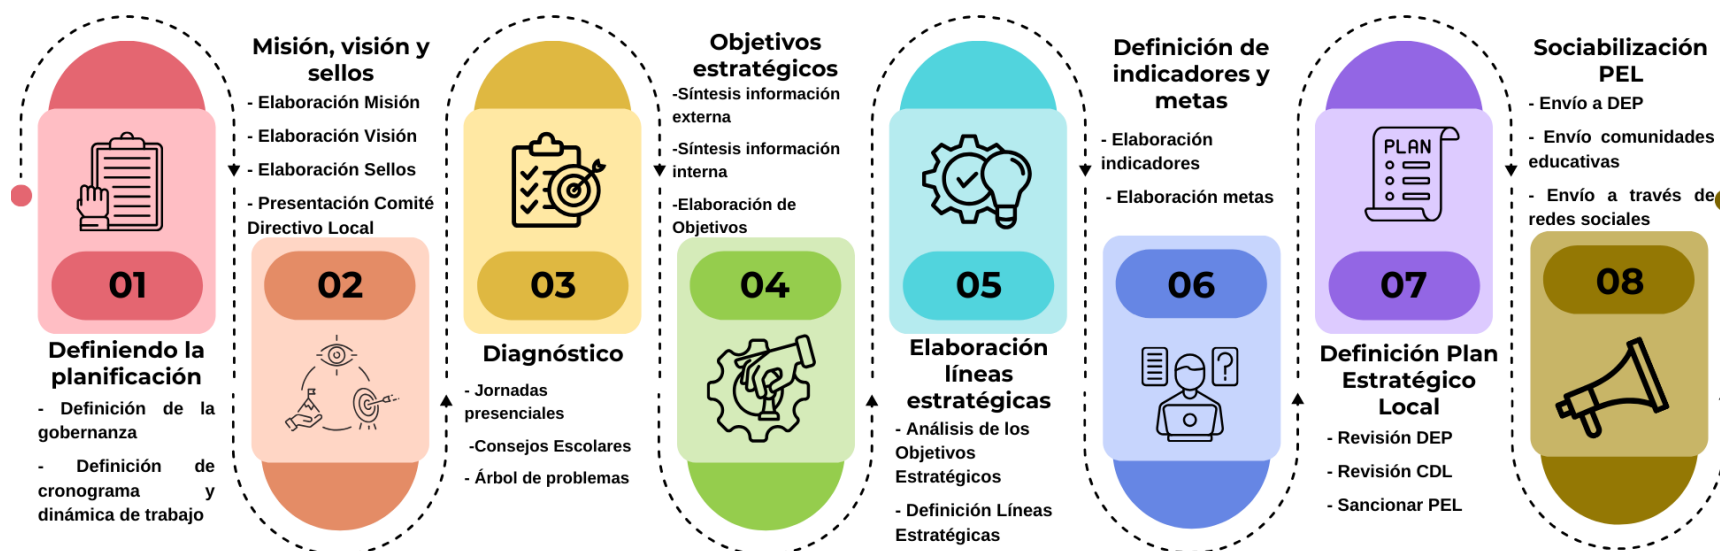 01
Definiendo la
planificación
- Definición de la
gobernanza
- Definición de
cronograma y
dinámica de trabajo
Misión, visión y
sellos
- Elaboración Misión
- Elaboración Visión
- Elaboración Sellos
- Presentación Comité
Directivo Local
02
03
Diagnóstico
- Jornadas
presenciales
-Consejos Escolares
- Árbol de problemas
Objetivos
estratégicos
-Síntesis información
externa
-Síntesis información
interna
-Elaboración de
Objetivos
04
05
Elaboración
líneas
estratégicas
- Análisis de los
Objetivos
Estratégicos
- Definición Líneas
Estratégicas
Definición de
indicadores y
metas
- Elaboración
indicadores
- Elaboración metas
06
?
PLAN
07
Definición Plan
Estratégico
Local
- Revisión DEP
- Revisión CDL
- Sancionar PEL
Sociabilización
PEL
- Envío a DEP
- Envío comunidades
educativas
- Envío a través de
redes sociales
08